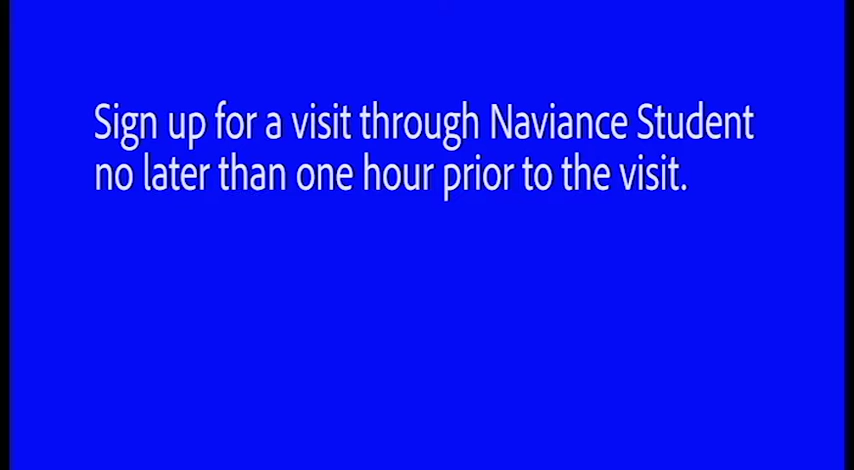 Sign up for a visit through Naviance Student
no later than one hour prior to the visit.